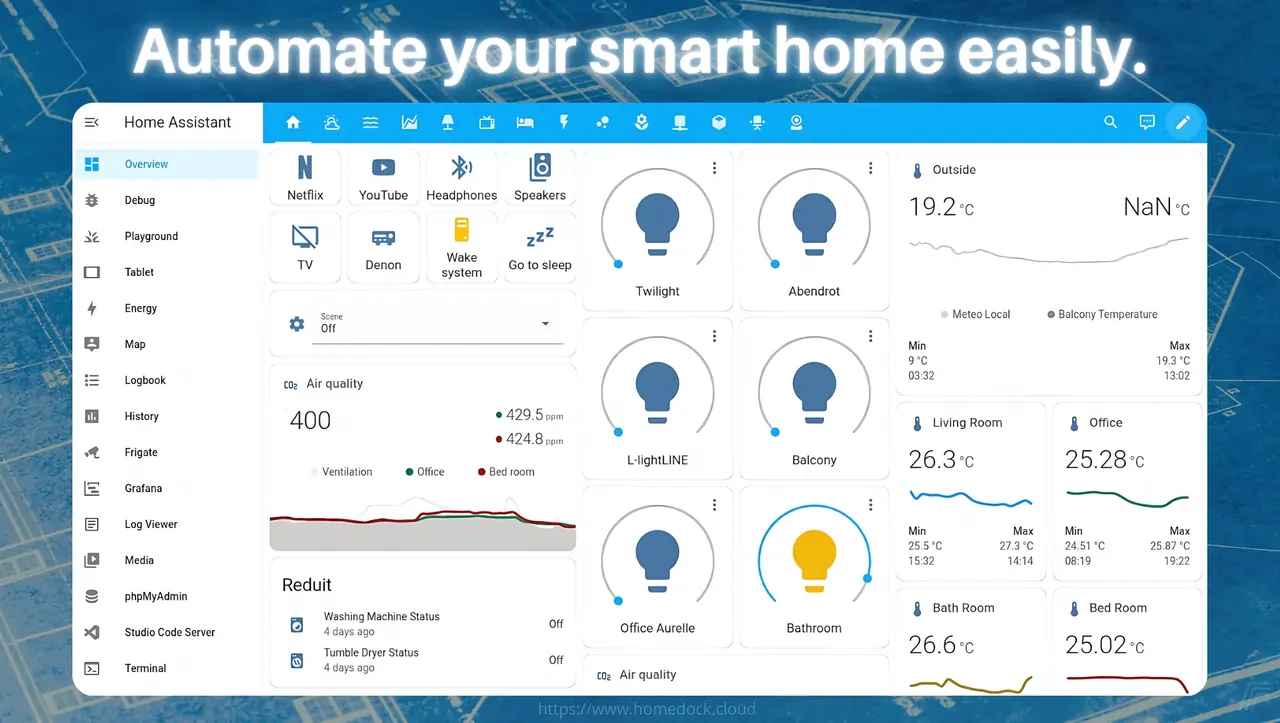 Automate your smart home easily.
Home Assistant
Overview
Debug
Playground
Tablet
Energy
Map
Logbook
History
Frigate
Grafana
Log Viewer
Media
phpMyAdmin
Studio Code Server
Terminal
Netflix
YouTube
Headphones
Speakers
TV
Denon
Wake
system
Go to sleep
Scene
Off
CO₂ Air quality
400
429.5 ppm
424.8 ppm
Ventilation
Office
Bed room
Reduit
Washing Machine Status
4 days ago
Off
Tumble Dryer Status
4 days ago
Off
Twilight
Abendrot
L-lightLINE
Balcony
Office Aurelle
Bathroom
CO₂ Air quality
Outside
19.2 °C
NaN °C
Meteo Local
Balcony Temperature
Min
9 °C
03:32
Max
19.3 °C
13:02
Living Room
26.3 °C
Min
25.5 °C
15:32
Max
27.3 °C
14:14
Office
25.28 °C
Min
24.51 °C
08:19
Max
25.87 °C
19:22
Bath Room
26.6 °C
Bed Room
25.02 °C
https://www.homedock.cloud